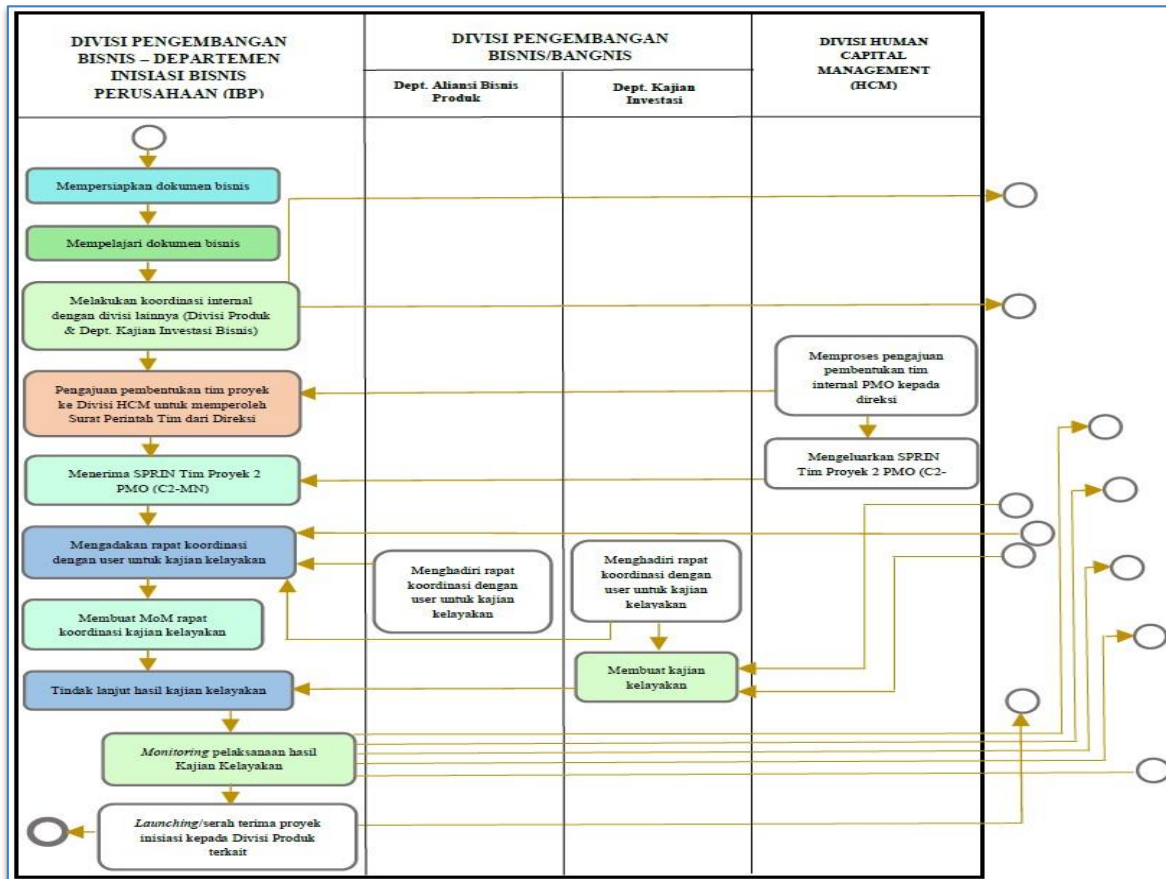 DIVISI PENGEMBANGAN
BISNIS – DEPARTEMEN
INISIASI BISNIS
PERUSAHAAN (IBP)
DIVISI PENGEMBANGAN
BISNIS/BANGNIS
DIVISI HUMAN
CAPITAL
MANAGEMENT
(HCM)
Dept. Aliansi Bisnis
Produk
Dept. Kajian
Investasi
Mempersiapkan dokumen bisnis
Mempelajari dokumen bisnis
Melakukan koordinasi internal
dengan divisi lainnya (Divisi Produk
& Dept. Kajian Investasi Bisnis)
Memproses pengajuan
pembentukan tim
internal PMO kepada
direksi
Pengajuan pembentukan tim proyek
ke Divisi HCM untuk memperoleh
Surat Perintah Tim dari Direksi
Mengeluarkan SPRIN
Tim Proyek 2 PMO (C2-
Menerima SPRIN Tim Proyek 2
PMO (C2-MN)
Mengadakan rapat koordinasi
dengan user untuk kajian kelayakan
Menghadiri rapat
koordinasi dengan
user untuk kajian
kelayakan
Menghadiri rapat
koordinasi dengan
user untuk kajian
kelayakan
Membuat MoM rapat
koordinasi kajian kelayakan
Membuat kajian
kelayakan
Tindak lanjut hasil kajian kelayakan
Monitoring pelaksanaan hasil
Kajian Kelayakan
Launching/serah terima proyek
inisiasi kepada Divisi Produk
terkait